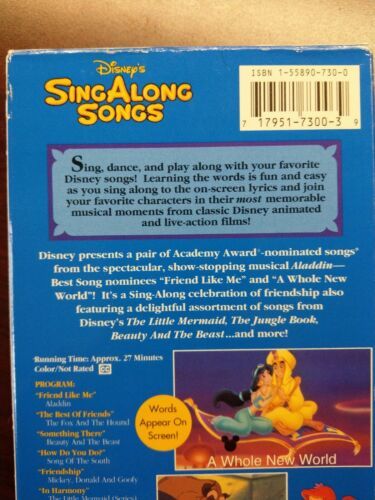 Disney's
SING ALONG
SONGS
ISBN 1-55890-730-0
7 17951-7300-3 9
Sing, dance, and play along with your favorite
Disney songs! Learning the words is fun and easy
as you sing along to the on-screen lyrics and join
your favorite characters in their most memorable
musical moments from classic Disney animated
and live-action films!
Disney presents a pair of Academy Award®-nominated songs
from the spectacular, show-stopping musical Aladdin—
Best Song nominees "Friend Like Me" and "A Whole New
World"! It's a Sing-Along celebration of friendship also
featuring a delightful assortment of songs from
Disney's The Little Mermaid, The Jungle Book,
Beauty And The Beast ...and more!
Running Time: Approx. 27 Minutes
Color/Not Rated CC
PROGRAM:
"Friend Like Me"
Aladdin
"The Best Of Friends"
The Fox And The Hound
"Something There"
Beauty And The Beast
"How Do You Do?"
Song Of The South
"Friendship"
Mickey, Donald And Goofy
"In Harmony"
The Little Mermaid (Series)
Words
Appear On
Screen!
A Whole New World